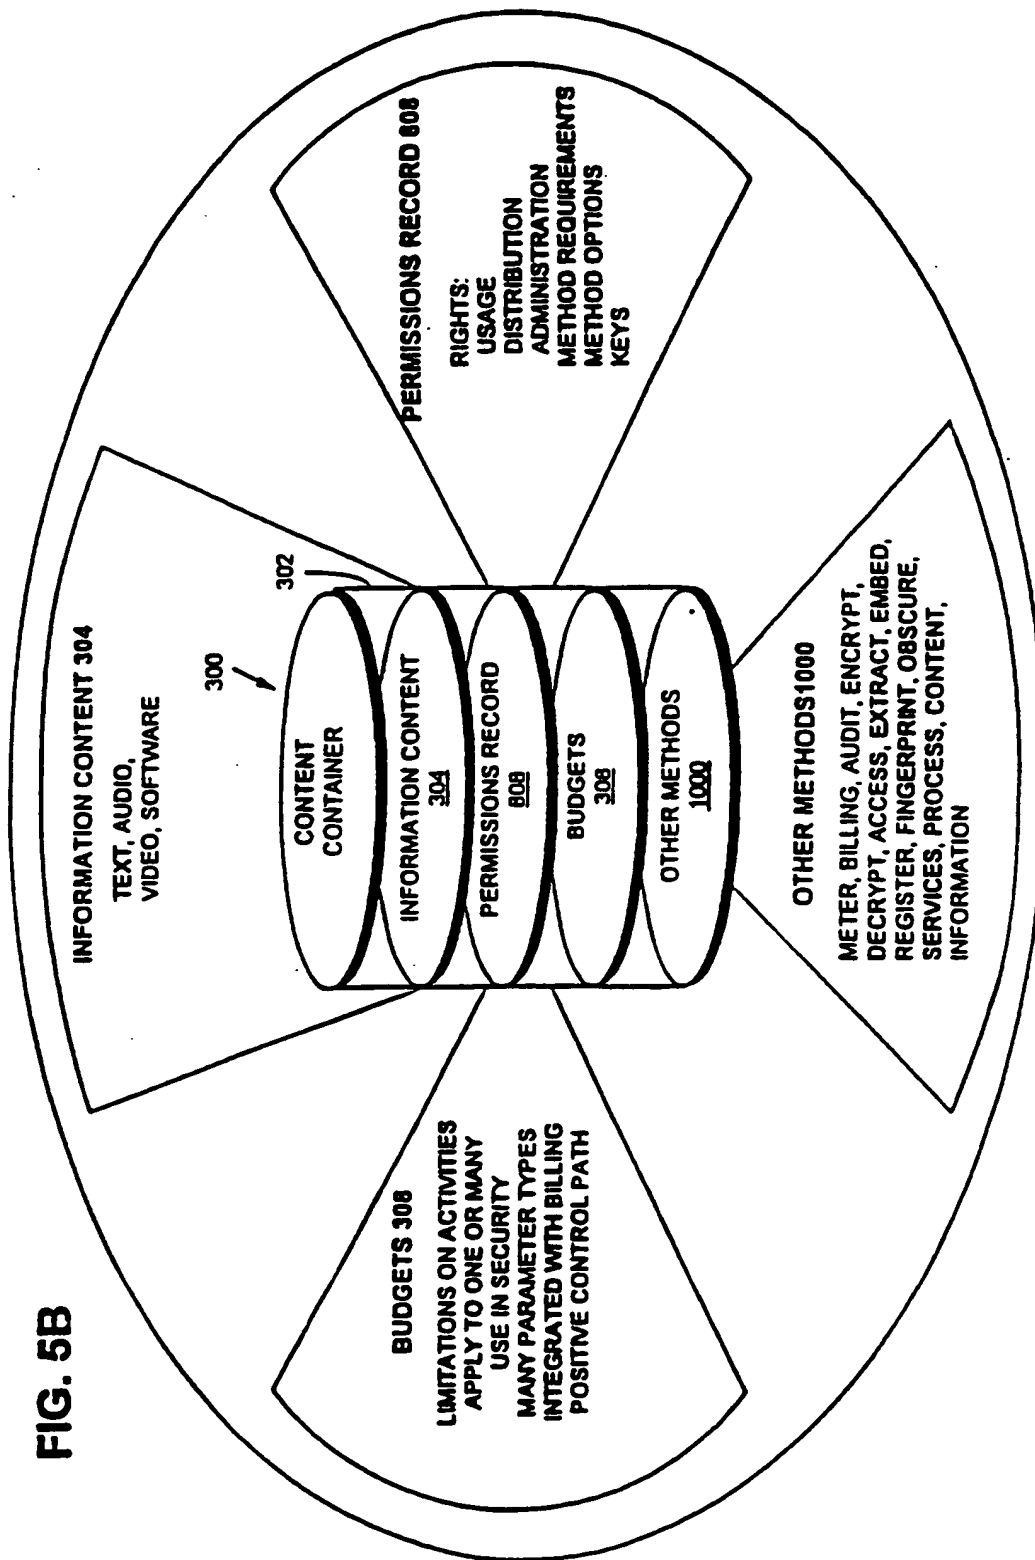 FIG. 5B
INFORMATION CONTENT 304
TEXT, AUDIO,
VIDEO, SOFTWARE
BUDGETS 308
LIMITATIONS ON ACTIVITIES
APPLY TO ONE OR MANY
USE IN SECURITY
MANY PARAMETER TYPES
INTEGRATED WITH BILLING
POSITIVE CONTROL PATH
300
302
CONTENT
CONTAINER
INFORMATION CONTENT
304
PERMISSIONS RECORD
808
BUDGETS
308
OTHER METHODS
1000
PERMISSIONS RECORD 808
RIGHTS:
USAGE
DISTRIBUTION
ADMINISTRATION
METHOD REQUIREMENTS
METHOD OPTIONS
KEYS
OTHER METHODS1000
METER, BILLING, AUDIT, ENCRYPT,
DECRYPT, ACCESS, EXTRACT, EMBED,
REGISTER, FINGERPRINT, OBSCURE,
SERVICES, PROCESS, CONTENT,
INFORMATION